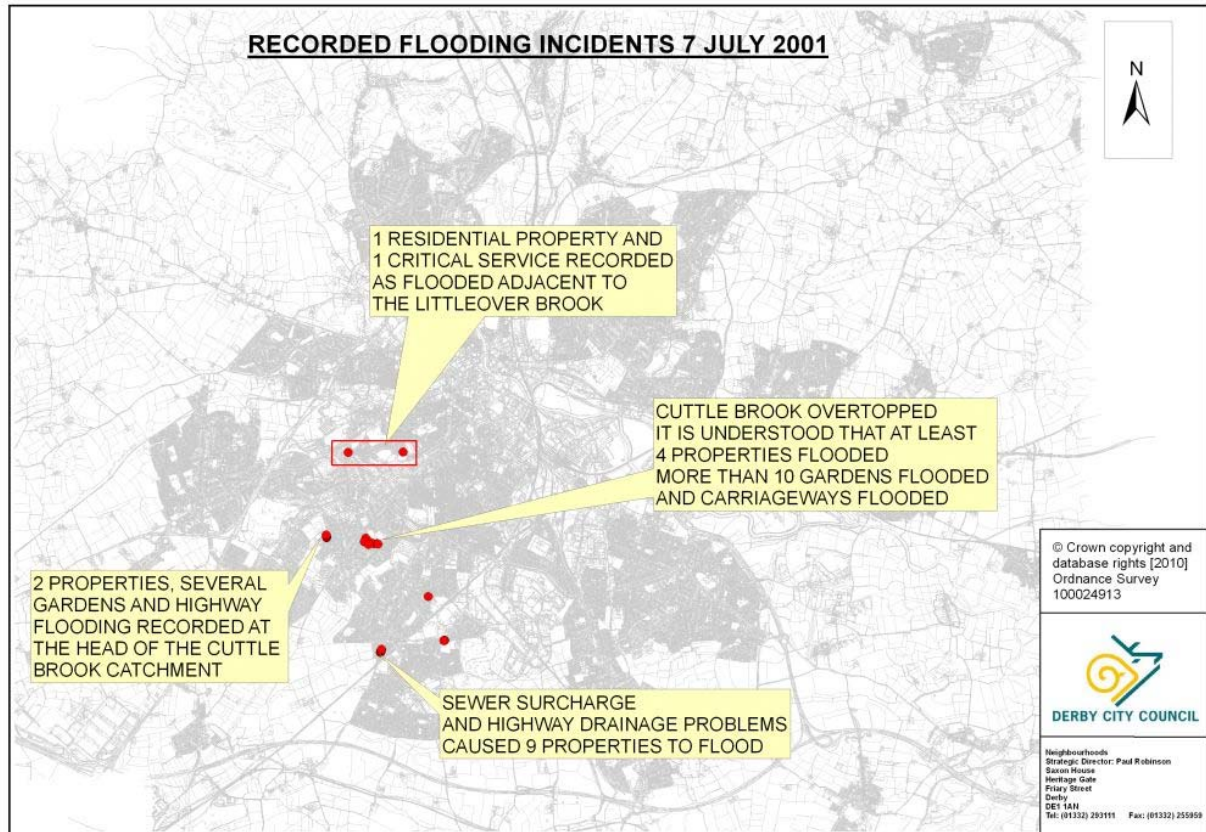 RECORDED FLOODING INCIDENTS 7 JULY 2001
N
1 RESIDENTIAL PROPERTY AND
1 CRITICAL SERVICE RECORDED
AS FLOODED ADJACENT TO
THE LITTLEOVER BROOK
CUTTLE BROOK OVERTOPPED
IT IS UNDERSTOOD THAT AT LEAST
4 PROPERTIES FLOODED
MORE THAN 10 GARDENS FLOODED
AND CARRIAGEWAYS FLOODED
2 PROPERTIES, SEVERAL
GARDENS AND HIGHWAY
FLOODING RECORDED AT
THE HEAD OF THE CUTTLE
BROOK CATCHMENT
SEWER SURCHARGE
AND HIGHWAY DRAINAGE PROBLEMS
CAUSED 9 PROPERTIES TO FLOOD
© Crown copyright and
database rights [2010]
Ordnance Survey
100024913
DERBY CITY COUNCIL
Neighbourhoods
Strategic Director: Paul Robinson
Saxon House
Heritage Gate
Friary Street
Derby
DE1 1AN
Tel: (01332) 293111 Fax: (01332) 255959